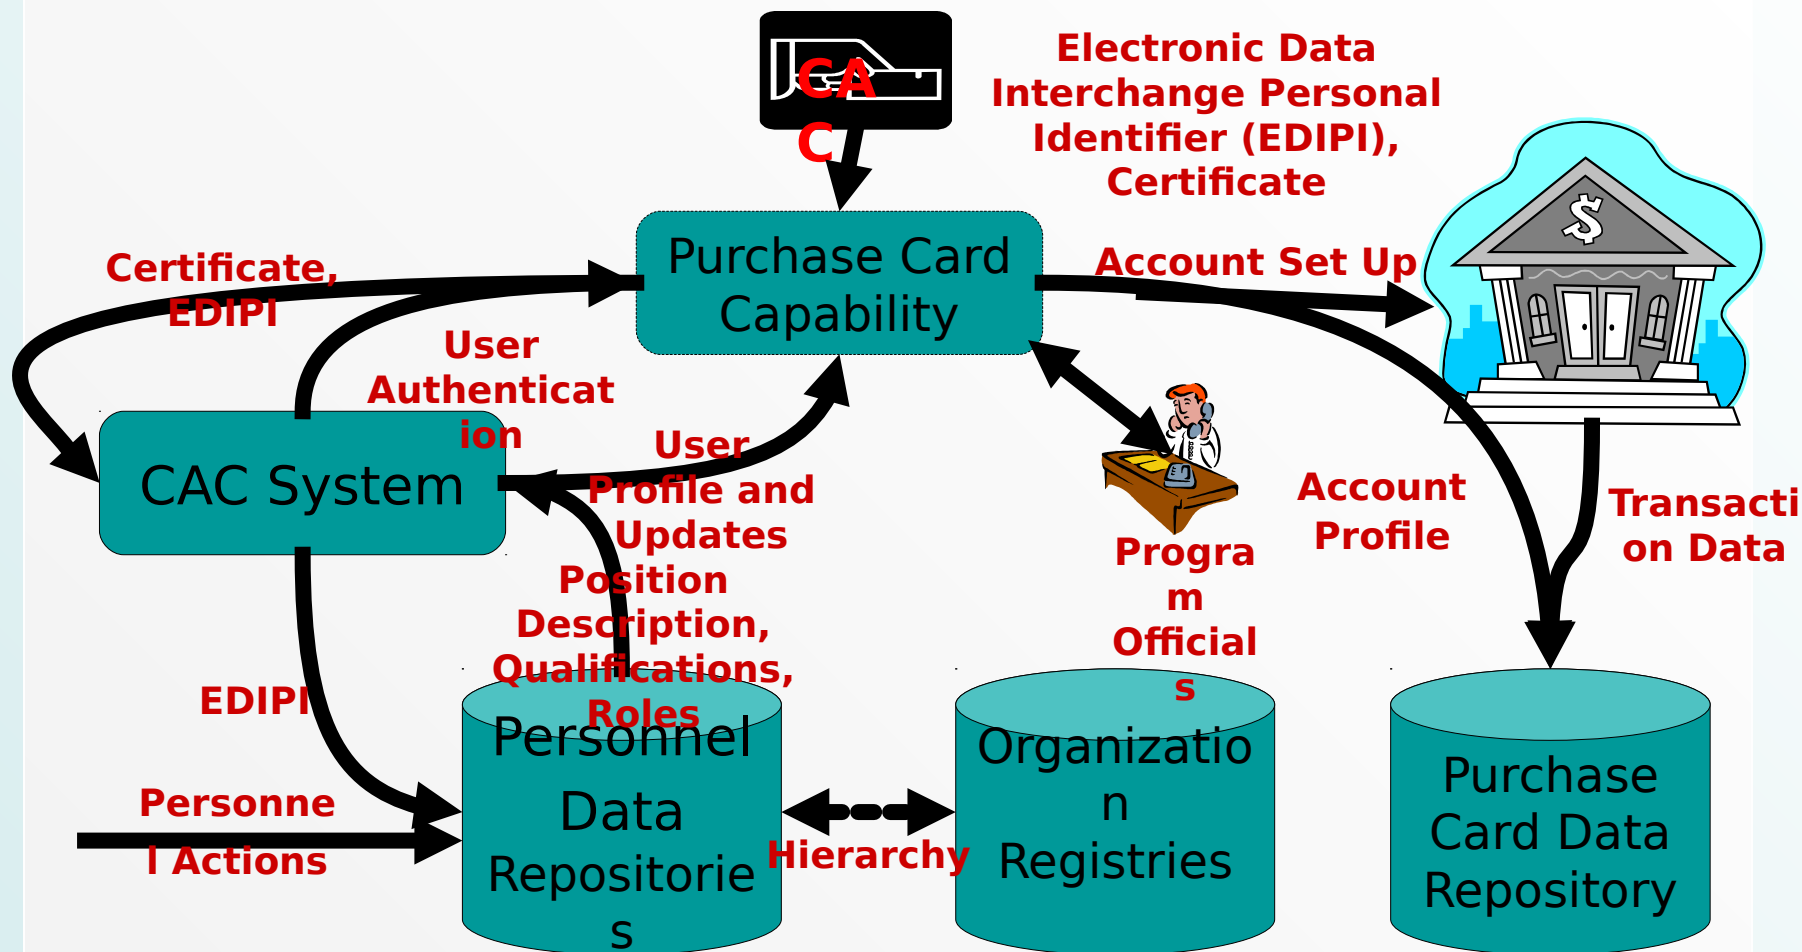 CA
C
Electronic Data
Interchange Personal
Identifier (EDIPI),
Certificate
$
Purchase Card
Capability
Account Set Up
Certificate,
EDIPI
User
Authenticat
ion
CAC System
User
Profile and
Updates
Position
Description,
Qualifications,
Roles
Progra
m
Official
s
Account
Profile
Transacti
on Data
EDIPI
Personne
l Actions
Personnel
Data
Repositorie
s
Hierarchy
Organizatio
n
Registries
Purchase
Card Data
Repository